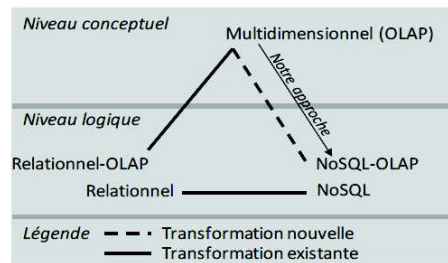 Niveau conceptuel
Multidimensionnel (OLAP)
Notre approche
Niveau logique
Relationnel-OLAP
NoSQL-OLAP
Relationnel
NoSQL
Légende
Transformation nouvelle
Transformation existante